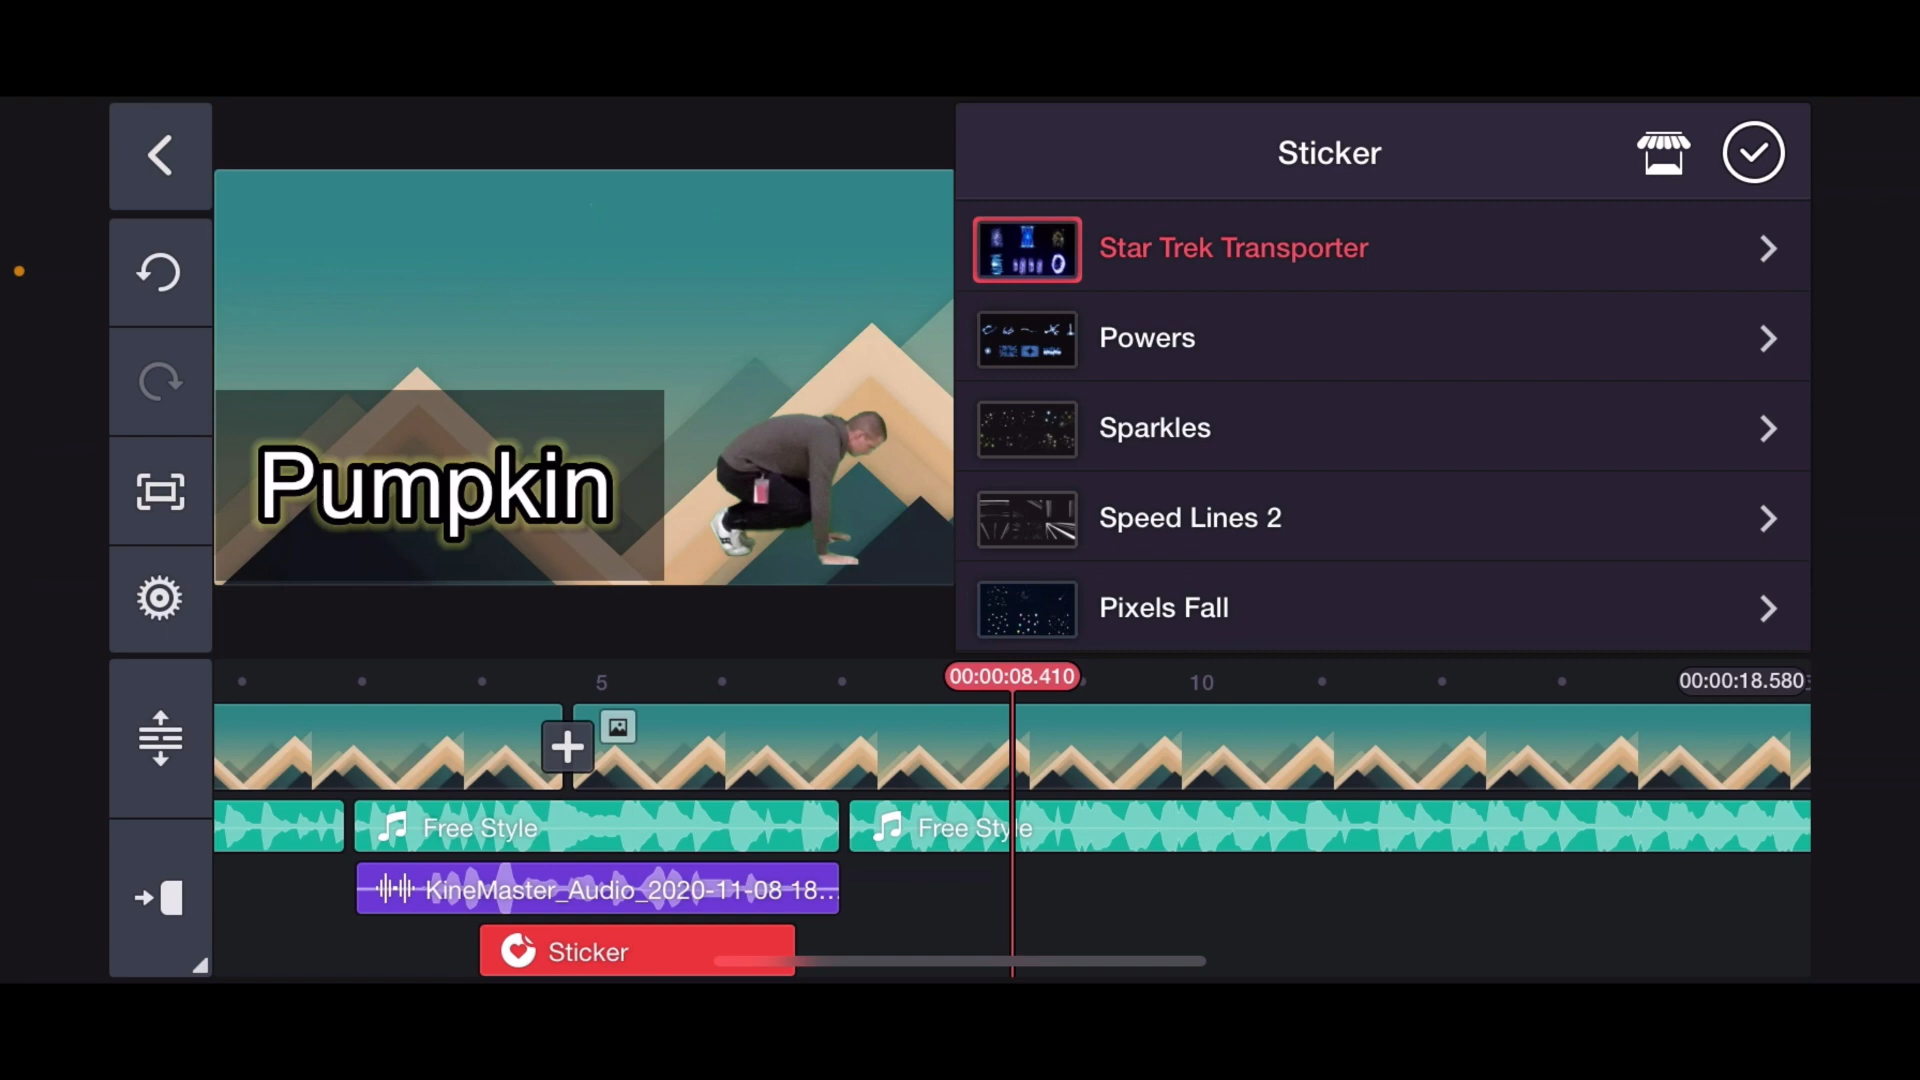 Sticker
Star Trek Transporter
Powers
Sparkles
Speed Lines 2
Pixels Fall
Pumpkin
5
00:00:08.410
10
00:00:18.580
Free Style
Free Style
KineMaster_Audio_2020-11-08 18...
Sticker